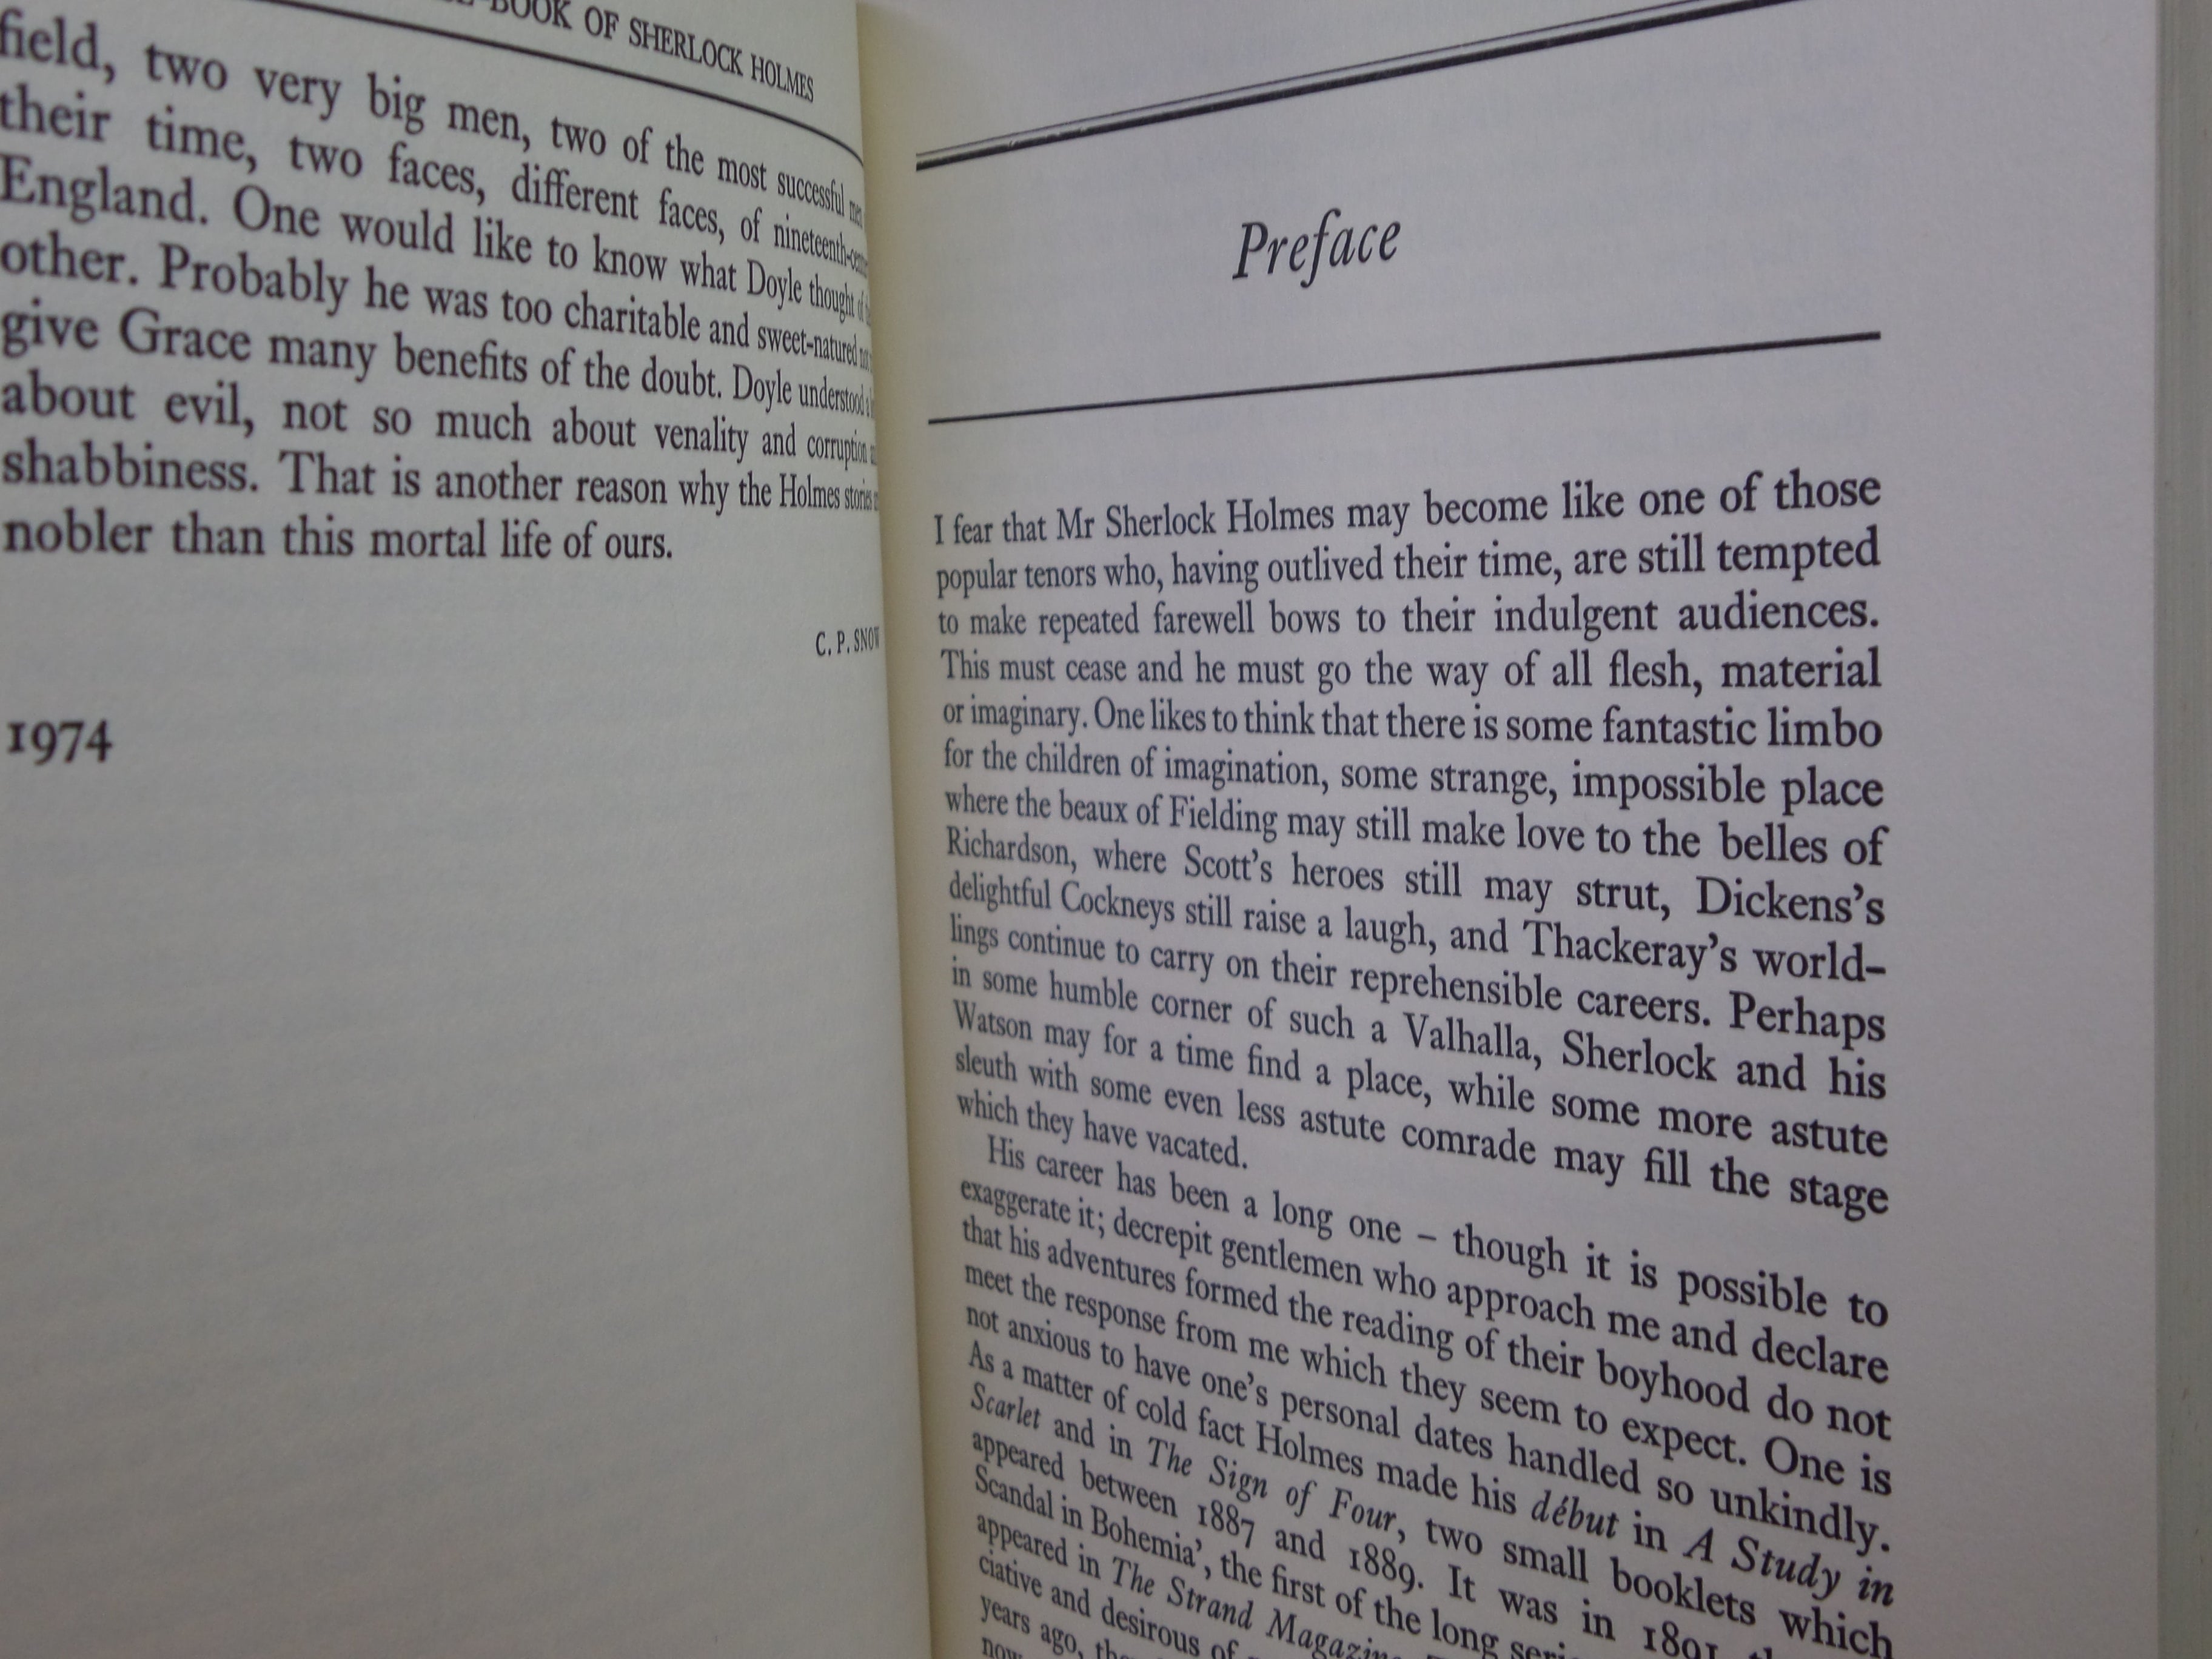 BOOK OF SHERLOCK HOLMES
field, two very big men, two of the most successful men
their time, two faces, different faces, of nineteenth-
England. One would like to know what Doyle thought of
other. Probably he was too charitable and sweet-natured not
give Grace many benefits of the doubt. Doyle understood
about evil, not so much about venality and corruption
shabbiness. That is another reason why the Holmes stories
nobler than this mortal life of ours.
C. P. SNOW
1974
Preface
I fear that Mr Sherlock Holmes may become like one of those
popular tenors who, having outlived their time, are still tempted
to make repeated farewell bows to their indulgent audiences.
This must cease and he must go the way of all flesh, material
or imaginary. One likes to think that there is some fantastic limbo
for the children of imagination, some strange, impossible place
where the beaux of Fielding may still make love to the belles of
Richardson, where Scott's heroes still may strut, Dickens's
delightful Cockneys still raise a laugh, and Thackeray's world-
lings continue to carry on their reprehensible careers. Perhaps
in some humble corner of such a Valhalla, Sherlock and his
Watson may for a time find a place, while some more astute
sleuth with some even less astute comrade may fill the stage
which they have vacated.
His career has been a long one – though it is possible to
exaggerate it; decrepit gentlemen who approach me and declare
that his adventures formed the reading of their boyhood do not
meet the response from me which they seem to expect. One is
not anxious to have one's personal dates handled so unkindly.
As a matter of cold fact Holmes made his début in A Study in
Scarlet and in The Sign of Four, two small booklets which
appeared between 1887 and 1889. It was in 1891
Scandal in Bohemia', the first of the long
appeared in The Strand Magazine
ciative and desirous of
years ago,
now